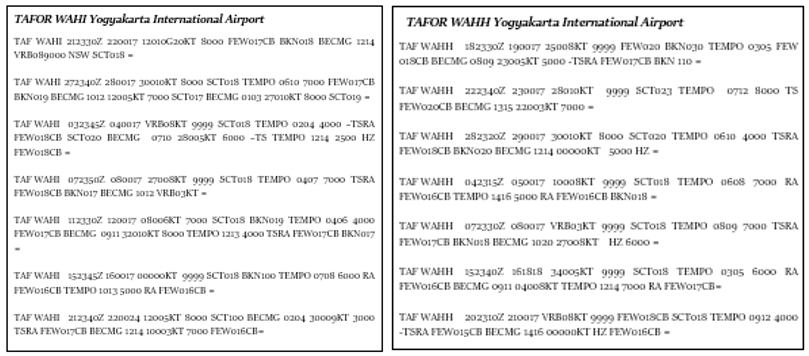 TAFOR WAHI Yogyakarta International Airport
TAF WAHI 212330Z 220017 12010G20KT 8000 FEW017CB BKN018 BECMG 1214
VRB089000 NSW SCT018 =
TAF WAHI 272340Z 280017 30010KT 8000 SCT018 TEMPO 0610 7000 FEW017CB
BKN019 BECMG 1012 12005KT 7000 SCT017 BECMG 0103 27010KT 8000 SCT019 =
TAF WAHI 032345Z 040017 VRB08KT 9999 SCT018 TEMPO 0204 4000 –TSRA
FEW018CB SCT020 BECMG 0710 28005KT 6000 –TS TEMPO 1214 2500 HZ
FEW018CB =
TAF WAHI 072350Z 080017 27008KT 9999 SCT018 TEMPO 0407 7000 TSRA
FEW018CB BKN017 BECMG 1012 VRB03KT =
TAF WAHI 112330Z 120017 08006KT 7000 SCT018 BKN019 TEMPO 0406 4000
FEW017CB BECMG 0911 32010KT 8000 TEMPO 1213 4000 TSRA FEW017CB BKN017
=
TAF WAHI 152345Z 160017 00000KT 9999 SCT018 BKN100 TEMPO 0708 6000 RA
FEW016CB TEMPO 1013 5000 RA FEW016CB =
TAF WAHI 212340Z 220024 12005KT 8000 SCT100 BECMG 0204 30009KT 3000
TSRA FEW017CB BECMG 1214 10003KT 7000 FEW016CB=
TAFOR WAHH Yogyakarta International Airport
TAF WAHH 182330Z 190017 25008KT 9999 FEW020 BKN030 TEMPO 0305 FEW
018CB BECMG 0809 23005KT 5000 -TSRA FEW017CB BKN 110 =
TAF WAHH 222340Z 230017 28010KT 9999 SCT023 TEMPO 0712 8000 TS
FEW020CB BECMG 1315 22003KT 7000 =
TAF WAHH 282320Z 290017 30010KT 8000 SCT020 TEMPO 0610 4000 TSRA
FEW018CB BKN020 BECMG 1214 00000KT 5000 HZ =
TAF WAHH 042315Z 050017 10008KT 9999 SCT018 TEMPO 0608 7000 RA
FEW016CB TEMPO 1416 5000 RA FEW016CB BKN018 =
TAF WAHH 072330Z 080017 VRB03KT 9999 SCT018 TEMPO 0809 7000 TSRA
FEW017CB BKN018 BECMG 1020 27008KT HZ 6000 =
TAF WAHH 152340Z 161818 34005KT 9999 SCT018 TEMPO 0305 6000 RA
FEW016CB BECMG 0911 04008KT TEMPO 1214 7000 RA FEW017CB=
TAF WAHH 202310Z 210017 VRB08KT 9999 FEW018CB SCT018 TEMPO 0912 4000
-TSRA FEW015CB BECMG 1416 00000KT HZ FEW016CB =